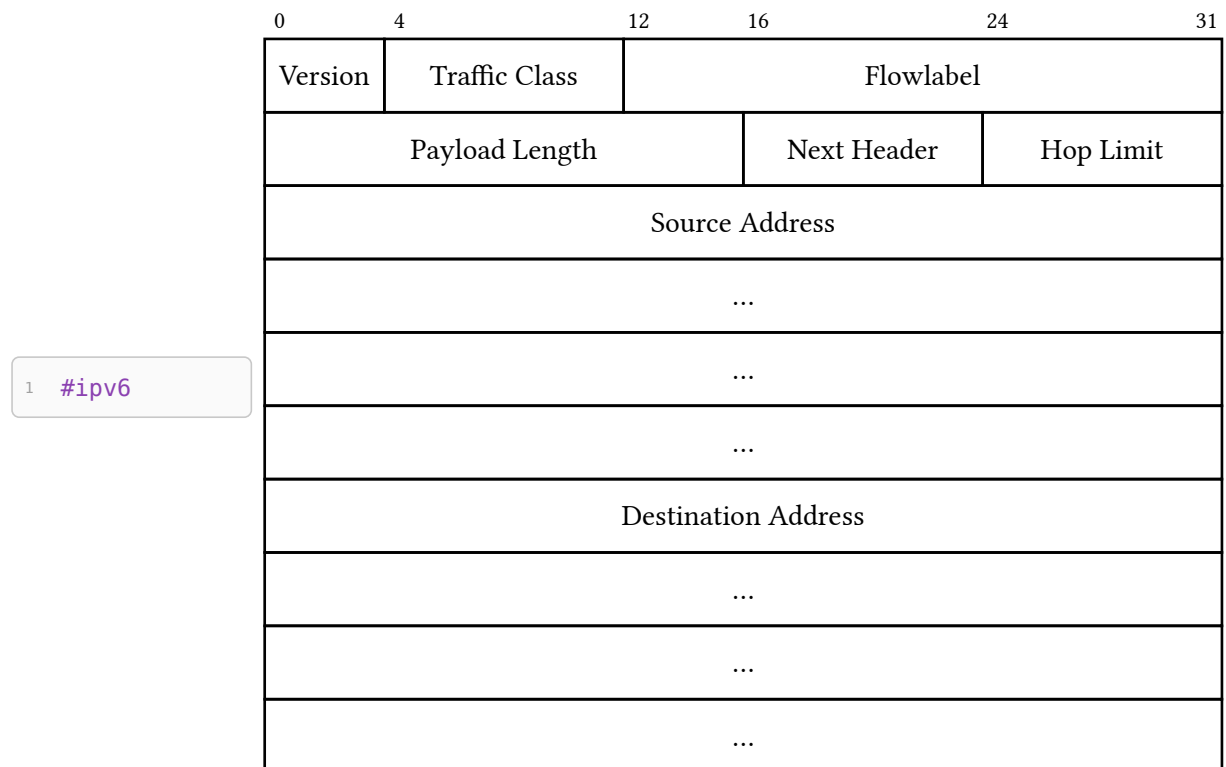 0 4 12 16 24 31
Version Traffic Class Flowlabel
Payload Length Next Header Hop Limit
Source Address
...
...
1 #ipv6
...
Destination Address
...
...
...